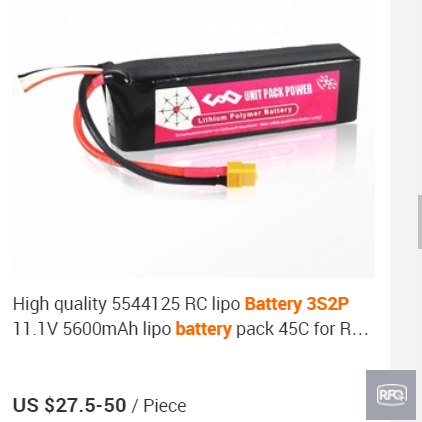 UNIT PACK POWER
Lithium Polymer Battery
High quality 5544125 RC lipo Battery 3S2P
11.1V 5600mAh lipo battery pack 45C for R...
US $27.5-50 / Piece
RFQ